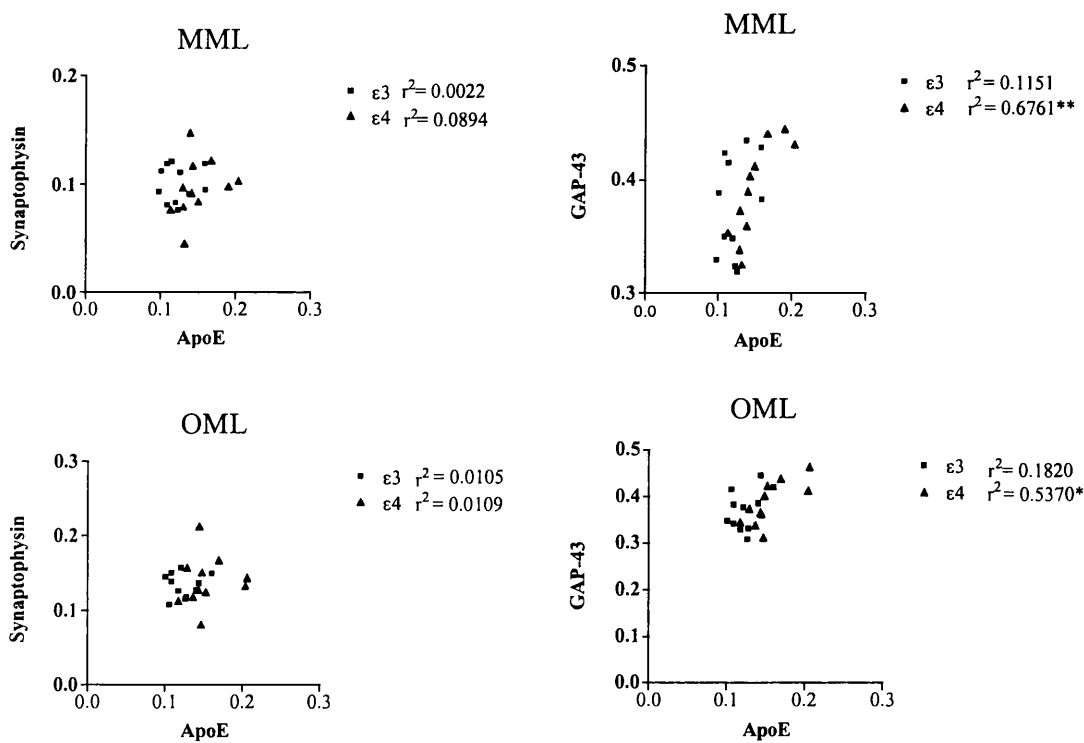 MML
Synaptophysin
0.2
0.1
0.0
0.0 0.1 0.2 0.3
ApoE
ε3 r²= 0.0022
ε4 r²= 0.0894
MML
GAP-43
0.5
0.4
0.3
0.0 0.1 0.2 0.3
ApoE
ε3 r²= 0.1151
ε4 r²= 0.6761**
OML
Synaptophysin
0.3
0.2
0.1
0.0
0.0 0.1 0.2 0.3
ApoE
ε3 r²= 0.0105
ε4 r²= 0.0109
OML
GAP-43
0.5
0.4
0.3
0.2
0.1
0.0
0.0 0.1 0.2 0.3
ApoE
ε3 r²= 0.1820
ε4 r²= 0.5370*